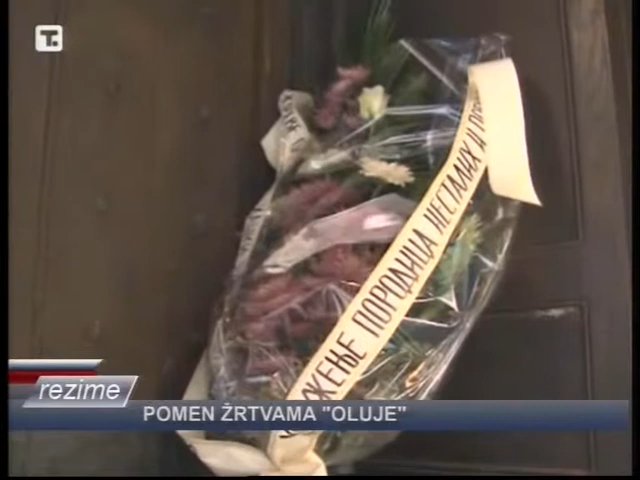 T.
ЖЕЊЕ ПОРОДИЦА НЕСТАЛИХ И
rezime
POMEN ŽRTVAMA "OLUJE"